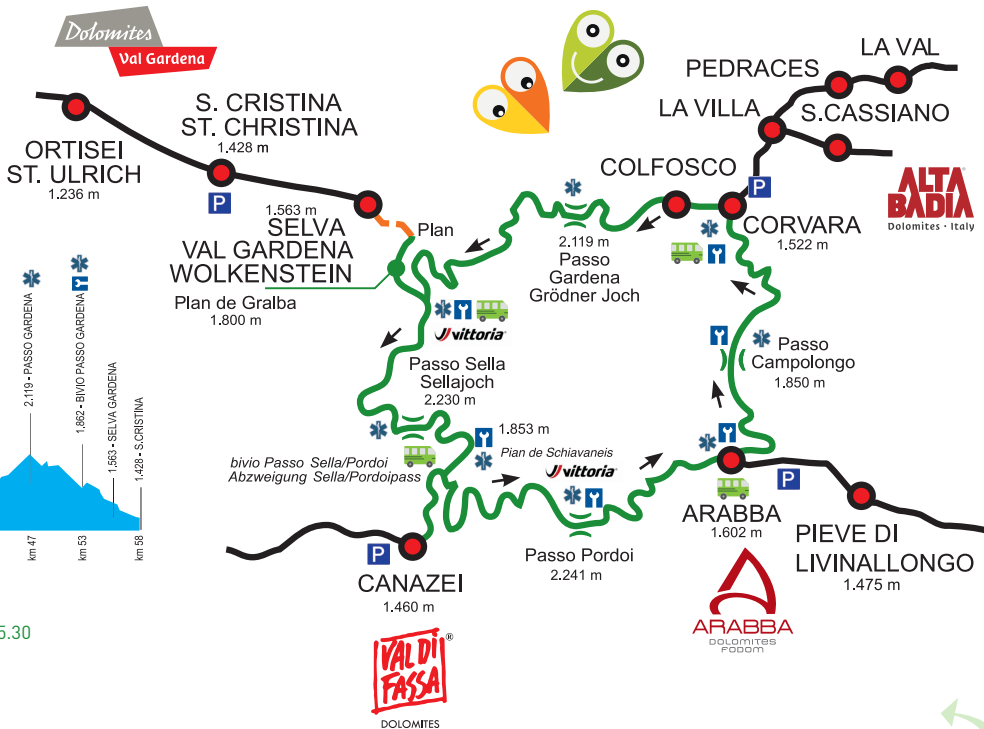 Dolomites
Val Gardena
ORTISEI
ST. ULRICH
1.236 m
S. CRISTINA
ST. CHRISTINA
1.428 m
P
1.563 m
SELVA
VAL GARDENA
WOLKENSTEIN
Plan
Plan de Gralba
1.800 m
vittoria
Passo Sella
Sellajoch
2.230 m
bivio Passo Sella/Pordoi
Abzweigung Sella/Pordoipass
1.853 m
Plan de Schiavaneis
vittoria
Passo Pordoi
2.241 m
P
CANAZEI
1.460 m
VAL DI
FASSA
®
DOLOMITES
2.119 m
Passo
Gardena
Grödner Joch
COLFOSCO
P
CORVARA
1.522 m
LA VILLA
PEDRACES
LA VAL
S.CASSIANO
ALTA
BADIA
Dolomites · Italy
Passo
Campolongo
1.850 m
ARABBA
1.602 m
P
PIEVE DI
LIVINALLONGO
1.475 m
ARABBA
DOLOMITES
FODOM
2.119 - PASSO GARDENA
1.862 - BIVIO PASSO GARDENA
1.563 - SELVA GARDENA
1.428 - S.CRISTINA
km 47
km 53
km 58
5.30